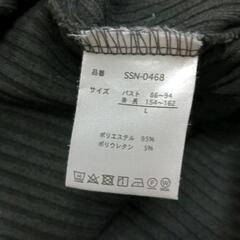 品番 SSN-0468
サイズ バスト 86~94
身長 154~162
L
ポリエステル 95%
ポリウレタン 5%